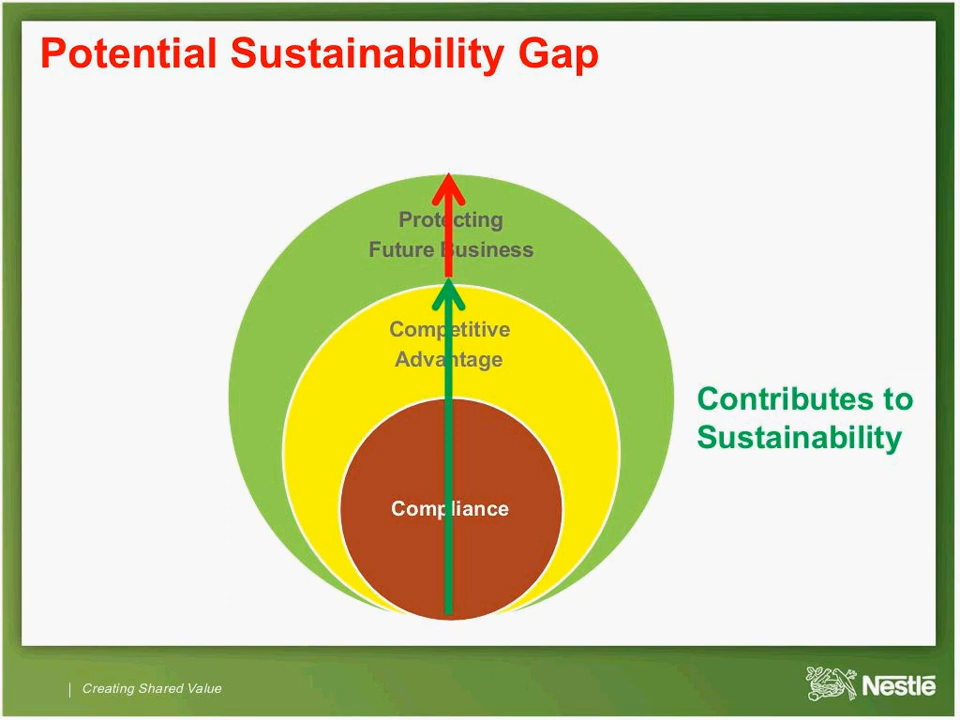 Potential Sustainability Gap
Protecting
Future Business
Competitive
Advantage
Contributes to
Sustainability
Compliance
| Creating Shared Value
Nestlé